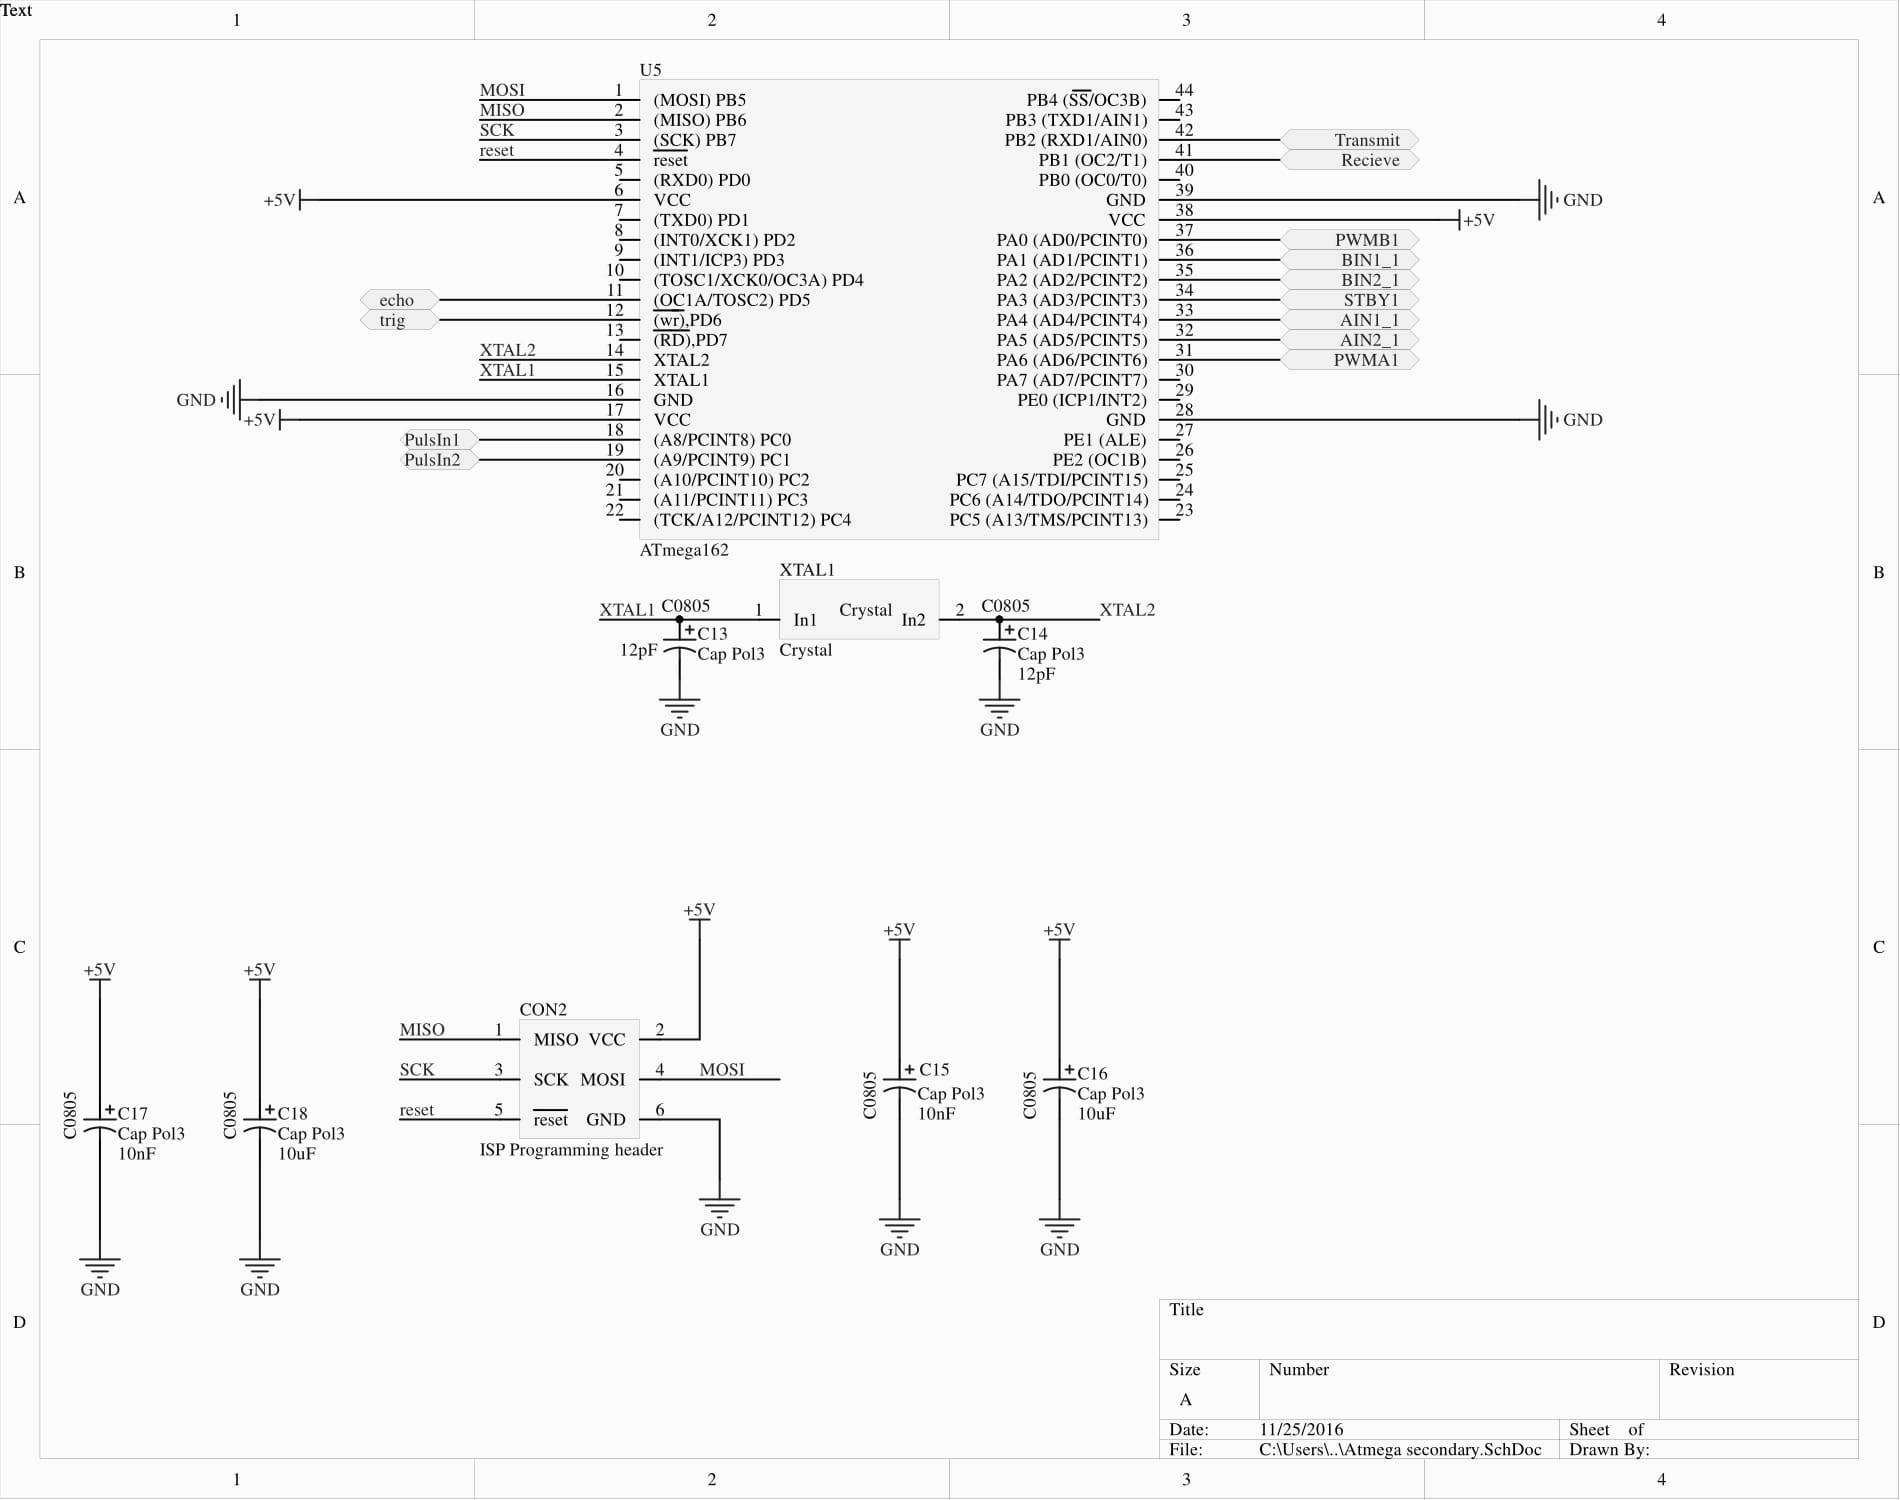 Text
1 2 3 4
A
A
B
B
C
C
D
D
U5
MOSI 1 (MOSI) PB5
MISO 2 (MISO) PB6
SCK 3 (SCK) PB7
reset 4 reset
5 (RXD0) PD0
+5V 6 VCC
7 (TXD0) PD1
8 (INT0/XCK1) PD2
9 (INT1/ICP3) PD3
10 (TOSC1/XCK0/OC3A) PD4
echo 11 (OC1A/TOSC2) PD5
trig 12 (wr),PD6
13 (RD),PD7
XTAL2 14 XTAL2
XTAL1 15 XTAL1
GND 16 GND
+5V 17 VCC
PulsIn1 18 (A8/PCINT8) PC0
PulsIn2 19 (A9/PCINT9) PC1
20 (A10/PCINT10) PC2
21 (A11/PCINT11) PC3
22 (TCK/A12/PCINT12) PC4
PB4 (SS/OC3B) 44
PB3 (TXD1/AIN1) 43
PB2 (RXD1/AIN0) 42 Transmit
PB1 (OC2/T1) 41 Recieve
PB0 (OC0/T0) 40
GND 39 GND
VCC 38 +5V
PA0 (AD0/PCINT0) 37 PWMB1
PA1 (AD1/PCINT1) 36 BIN1_1
PA2 (AD2/PCINT2) 35 BIN2_1
PA3 (AD3/PCINT3) 34 STBY1
PA4 (AD4/PCINT4) 33 AIN1_1
PA5 (AD5/PCINT5) 32 AIN2_1
PA6 (AD6/PCINT6) 31 PWMA1
PA7 (AD7/PCINT7) 30
PE0 (ICP1/INT2) 29
GND 28 GND
PE1 (ALE) 27
PE2 (OC1B) 26
PC7 (A15/TDI/PCINT15) 25
PC6 (A14/TDO/PCINT14) 24
PC5 (A13/TMS/PCINT13) 23
ATmega162
XTAL1
XTAL1 C0805 1 In1 Crystal In2 2 C0805 XTAL2
+ C13
12pF Cap Pol3
Crystal
+ C14
Cap Pol3
12pF
GND
GND
+5V
C0805
+ C17
Cap Pol3
10nF
GND
+5V
C0805
+ C18
Cap Pol3
10uF
GND
+5V
CON2
MISO 1 MISO VCC 2
SCK 3 SCK MOSI 4 MOSI
reset 5 reset GND 6
ISP Programming header
GND
+5V
C0805
+ C15
Cap Pol3
10nF
GND
+5V
C0805
+ C16
Cap Pol3
10uF
GND
Title
Size Number Revision
A
Date: 11/25/2016 Sheet of
File: C:\Users\..\Atmega secondary.SchDoc Drawn By:
1 2 3 4